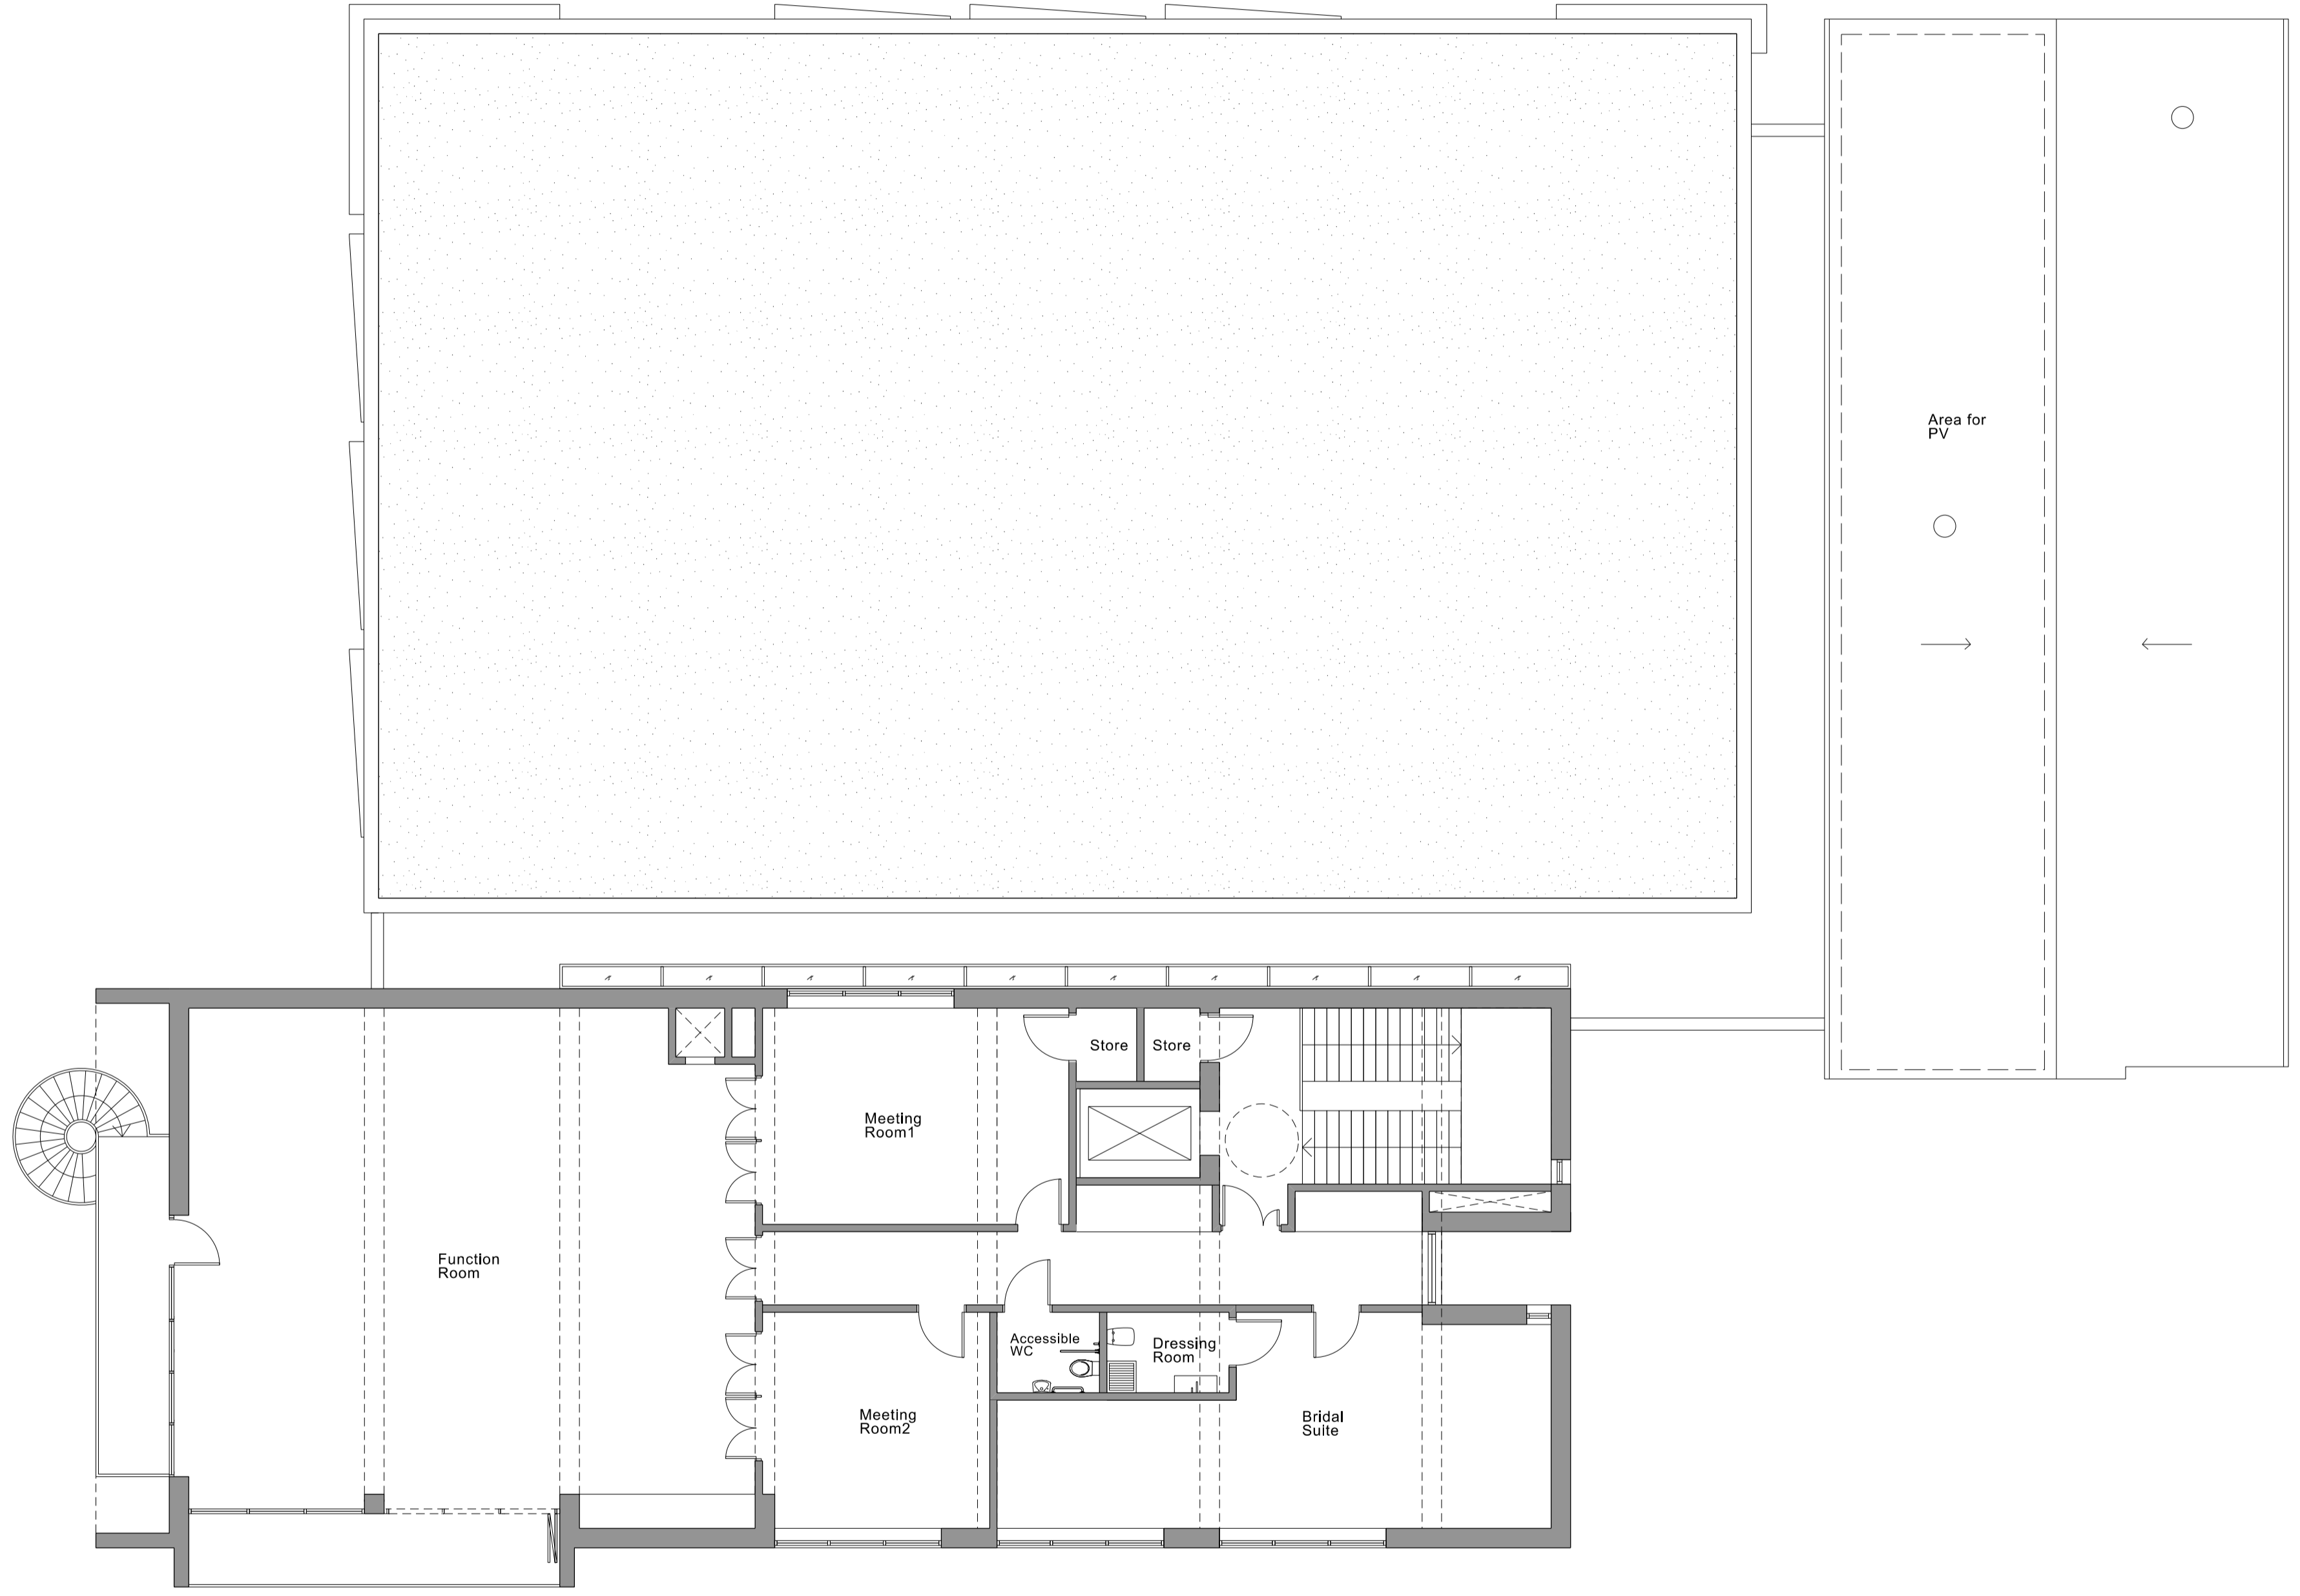 Area for
PV
Store
Store
Meeting
Room1
Function
Room
Accessible
WC
Dressing
Room
Meeting
Room2
Bridal
Suite